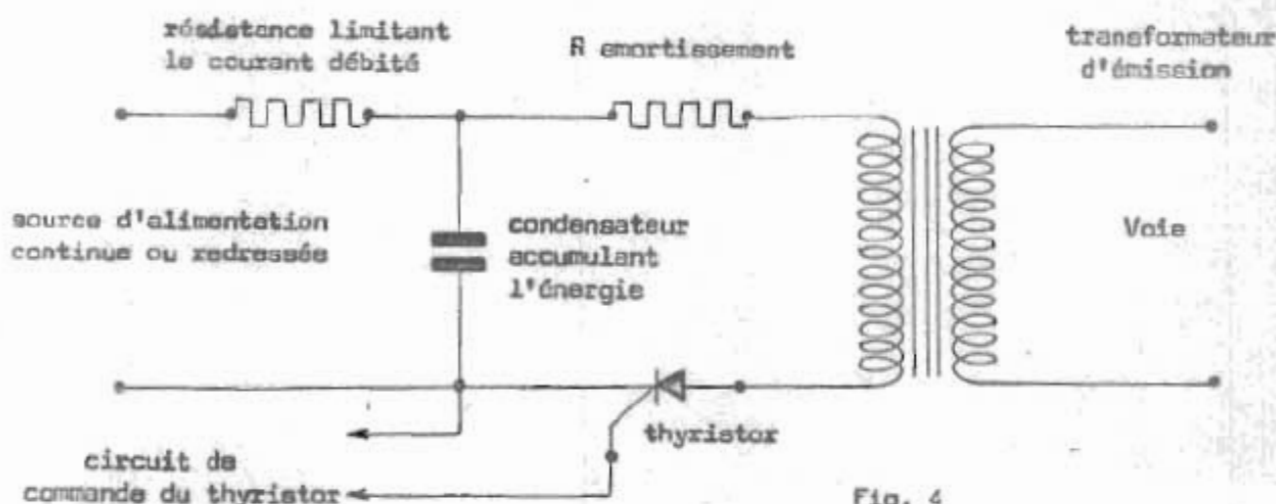 résistance limitant
le courant débité
R amortissement
transformateur
d'émission
source d'alimentation
continue ou redressée
condensateur
accumulant
l'énergie
Voie
thyristor
circuit de
commande du thyristor
Fig. 4